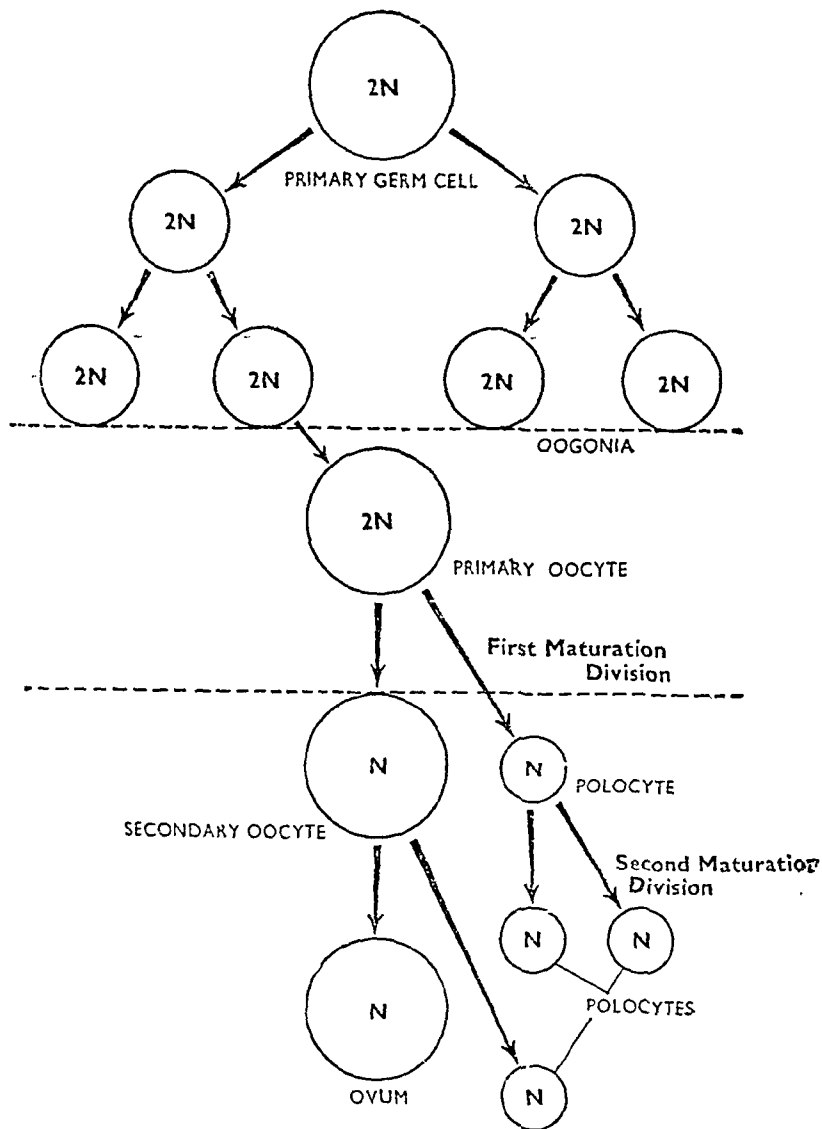 2N
PRIMARY GERM CELL
2N
2N
2N
2N
2N
2N
OOGONIA
2N
PRIMARY OOCYTE
First Maturation
Division
N
N
POLOCYTE
SECONDARY OOCYTE
Second Maturation
Division
N
N
N
POLOCYTES
OVUM
N